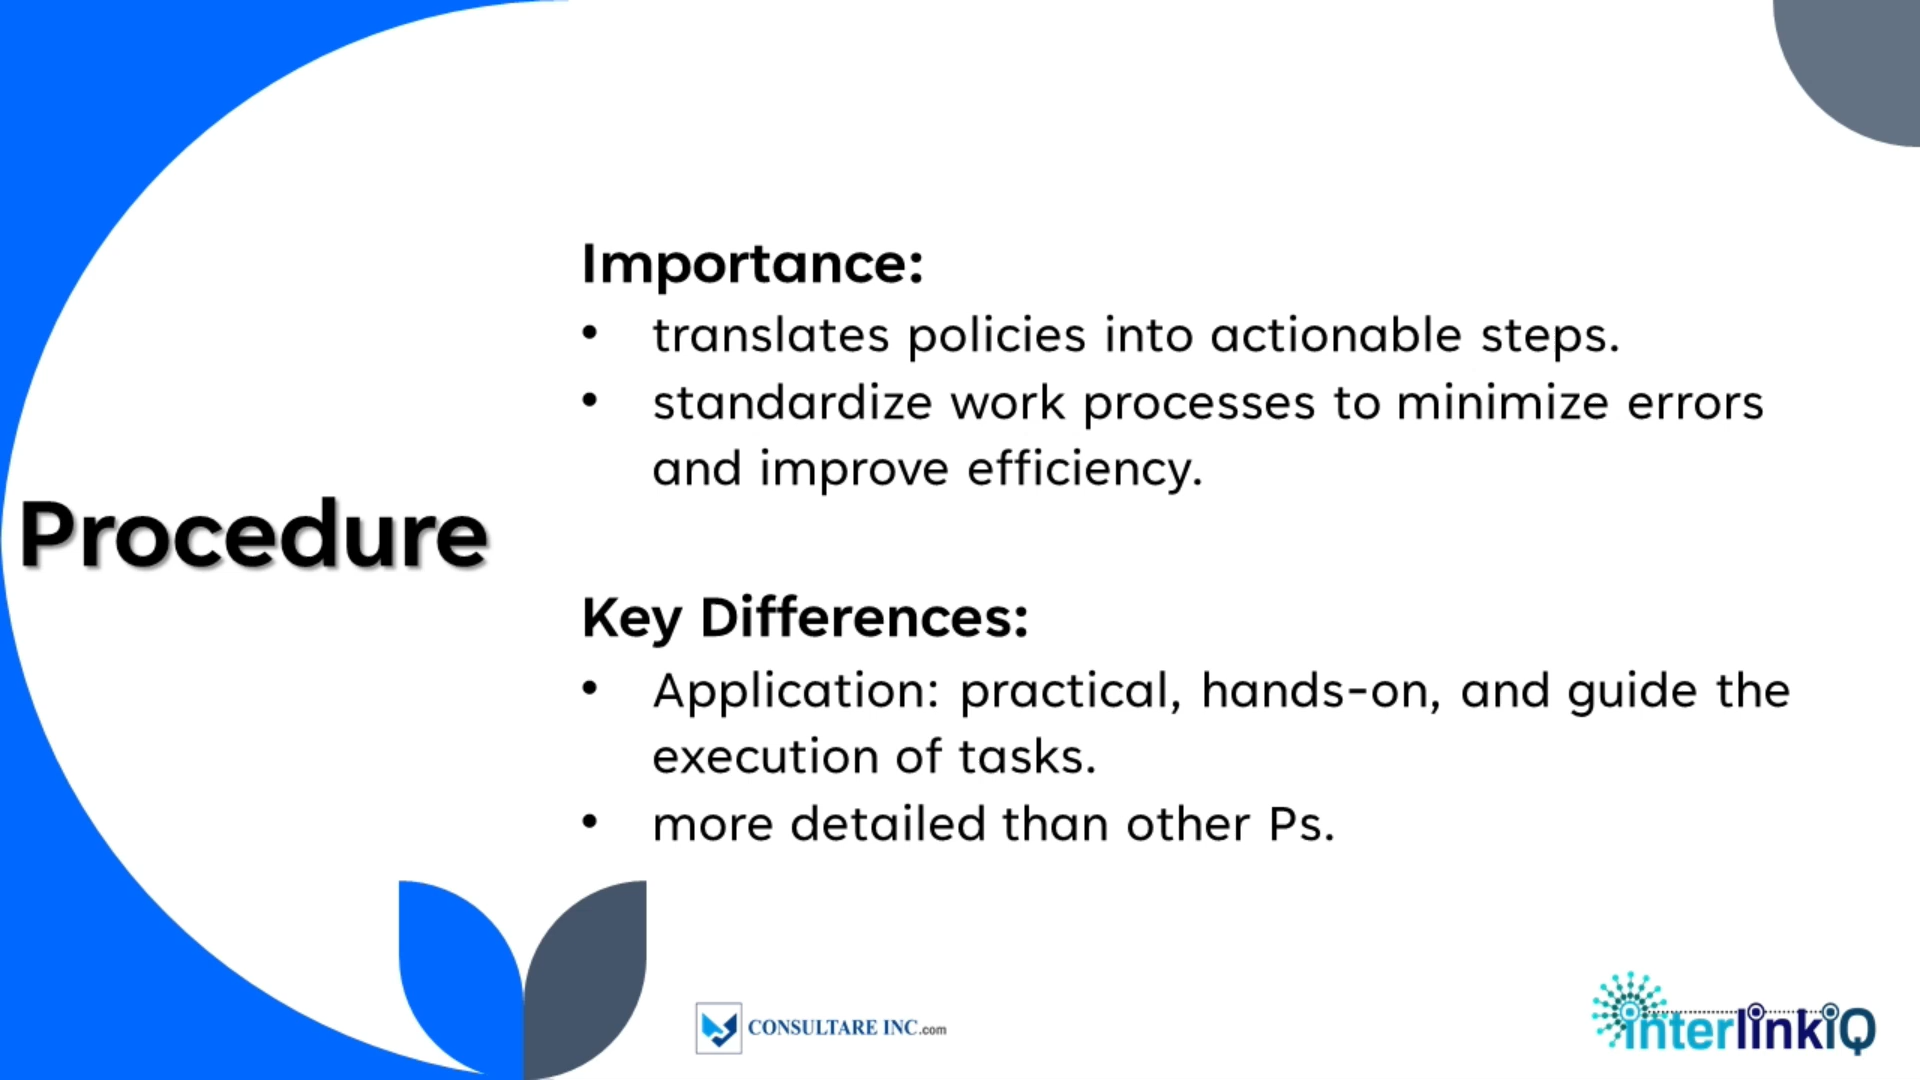 Importance:
• translates policies into actionable steps.
• standardize work processes to minimize errors
and improve efficiency.
Procedure
Key Differences:
• Application: practical, hands-on, and guide the
execution of tasks.
• more detailed than other Ps.
CONSULTARE INC.com
interlinkIQ